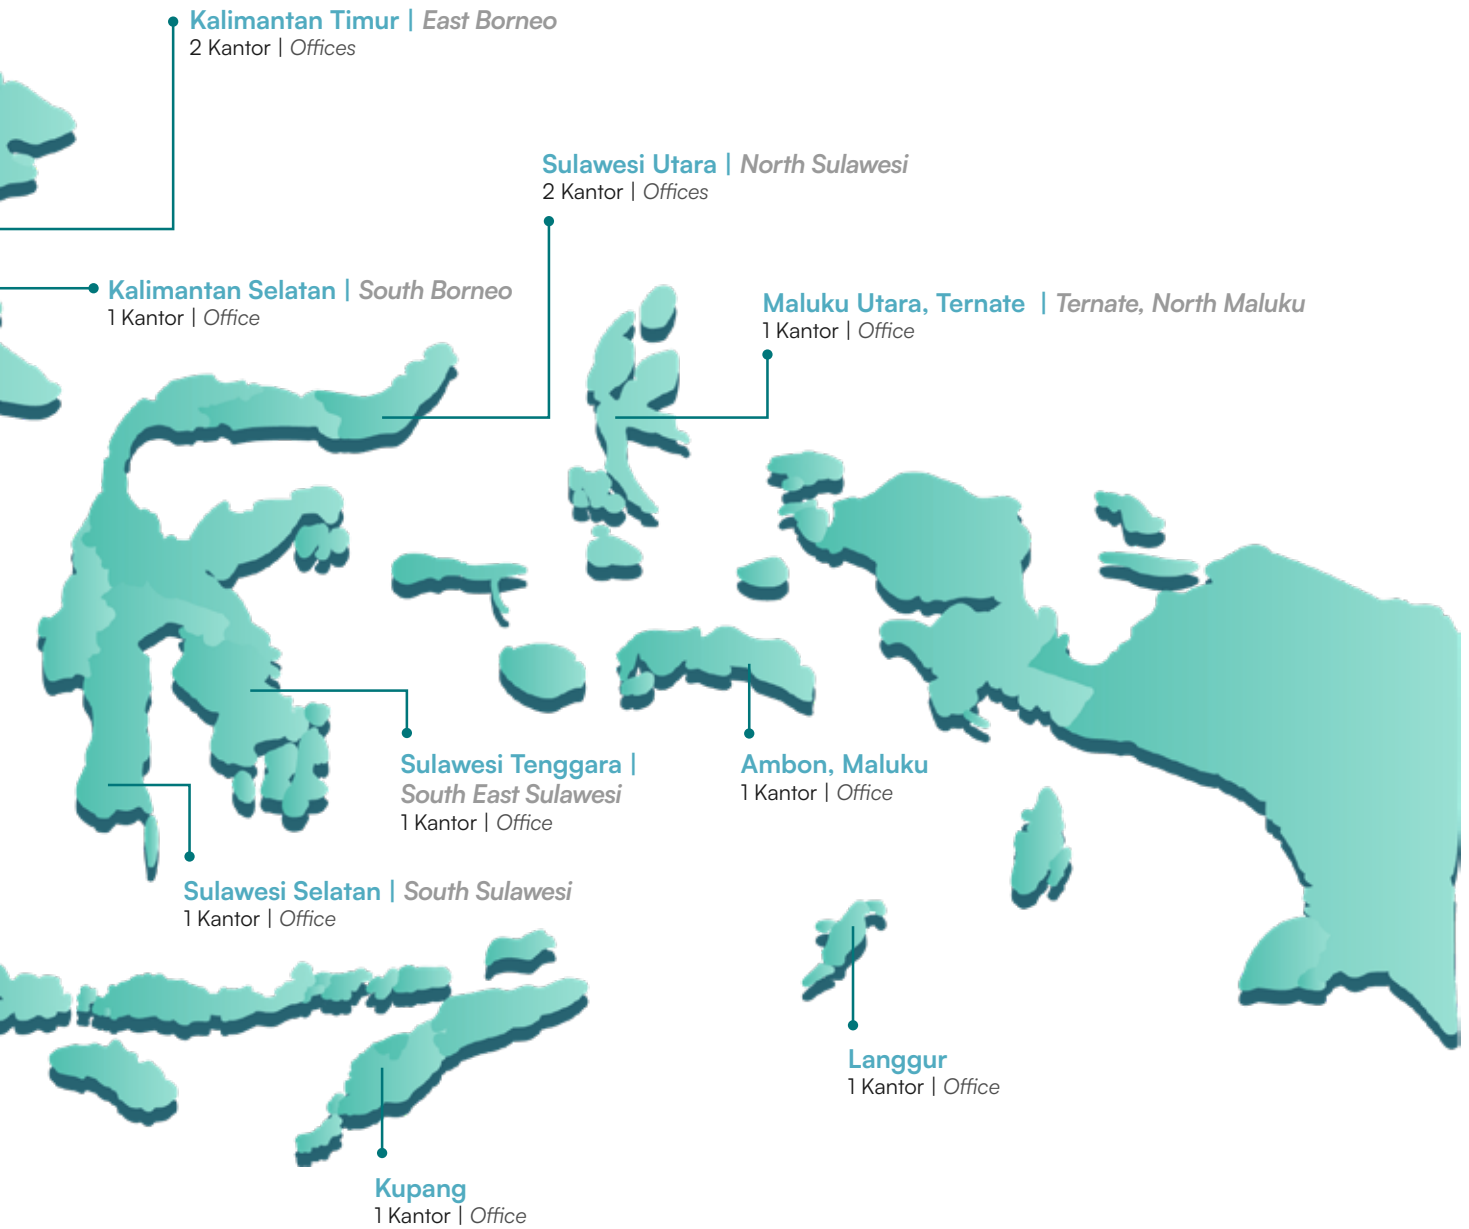 Kalimantan Timur | East Borneo
2 Kantor | Offices
Sulawesi Utara | North Sulawesi
2 Kantor | Offices
Kalimantan Selatan | South Borneo
1 Kantor | Office
Maluku Utara, Ternate | Ternate, North Maluku
1 Kantor | Office
Sulawesi Tenggara |
South East Sulawesi
1 Kantor | Office
Ambon, Maluku
1 Kantor | Office
Sulawesi Selatan | South Sulawesi
1 Kantor | Office
Langgur
1 Kantor | Office
Kupang
1 Kantor | Office